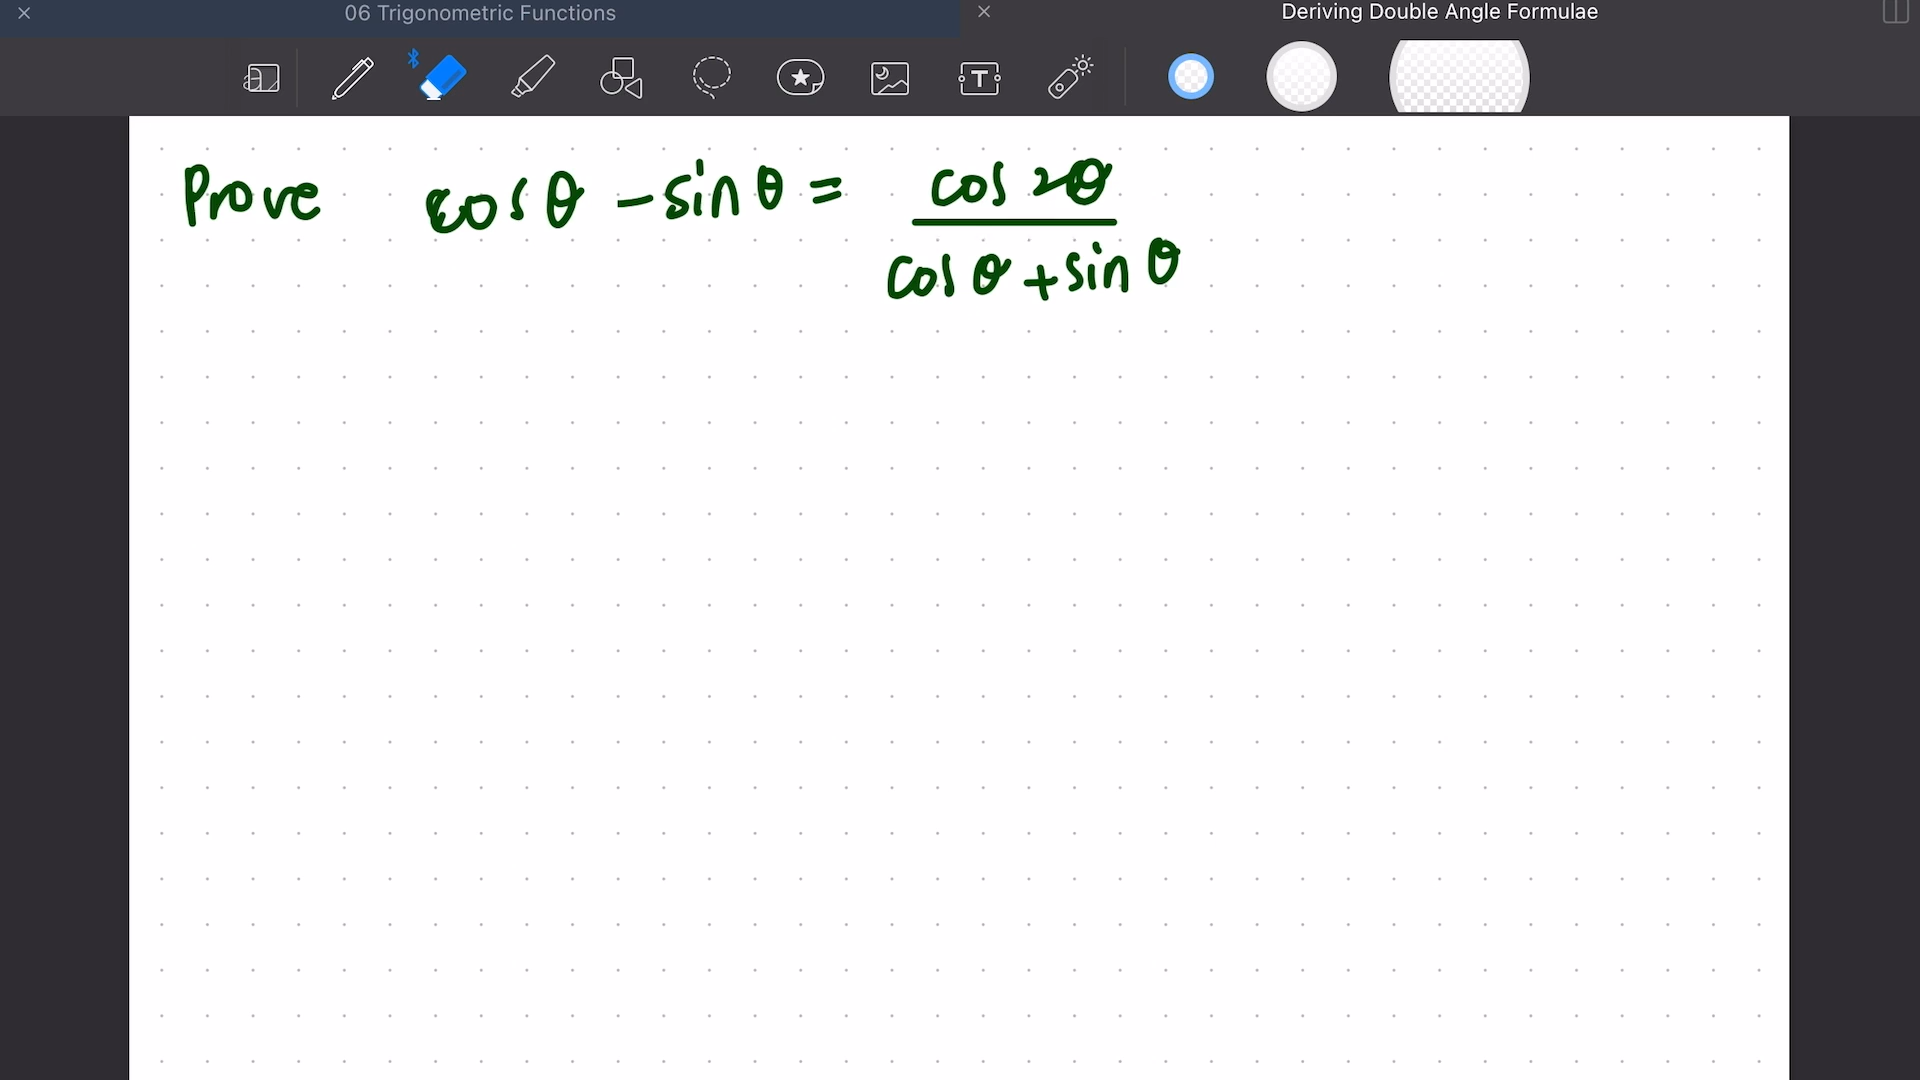 06 Trigonometric Functions
Deriving Double Angle Formulae
T
Prove cos θ - sin θ = cos 2θ
cos θ + sin θ